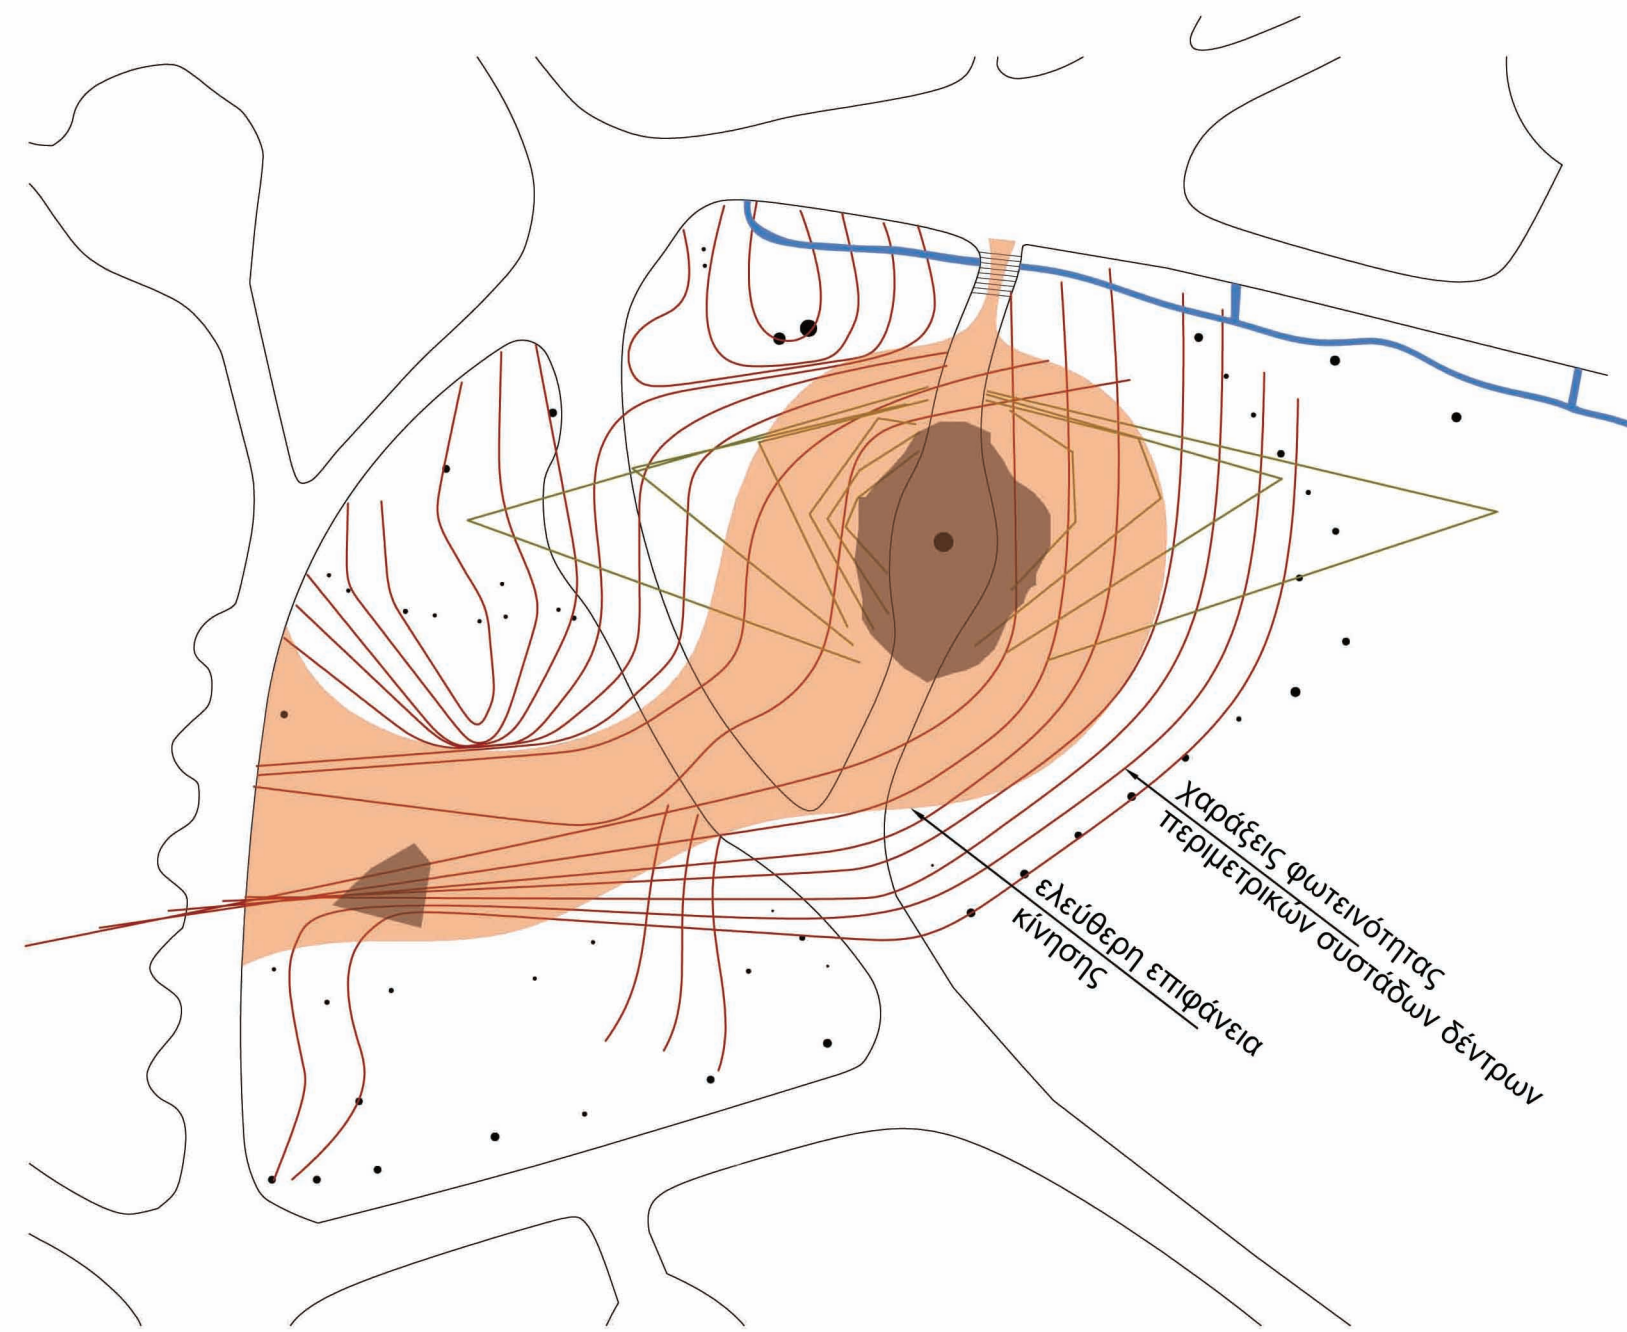 χαράξεις φωτεινότητας
περιμετρικών συστάδων δέντρων
ελεύθερη επιφάνεια
κίνησης